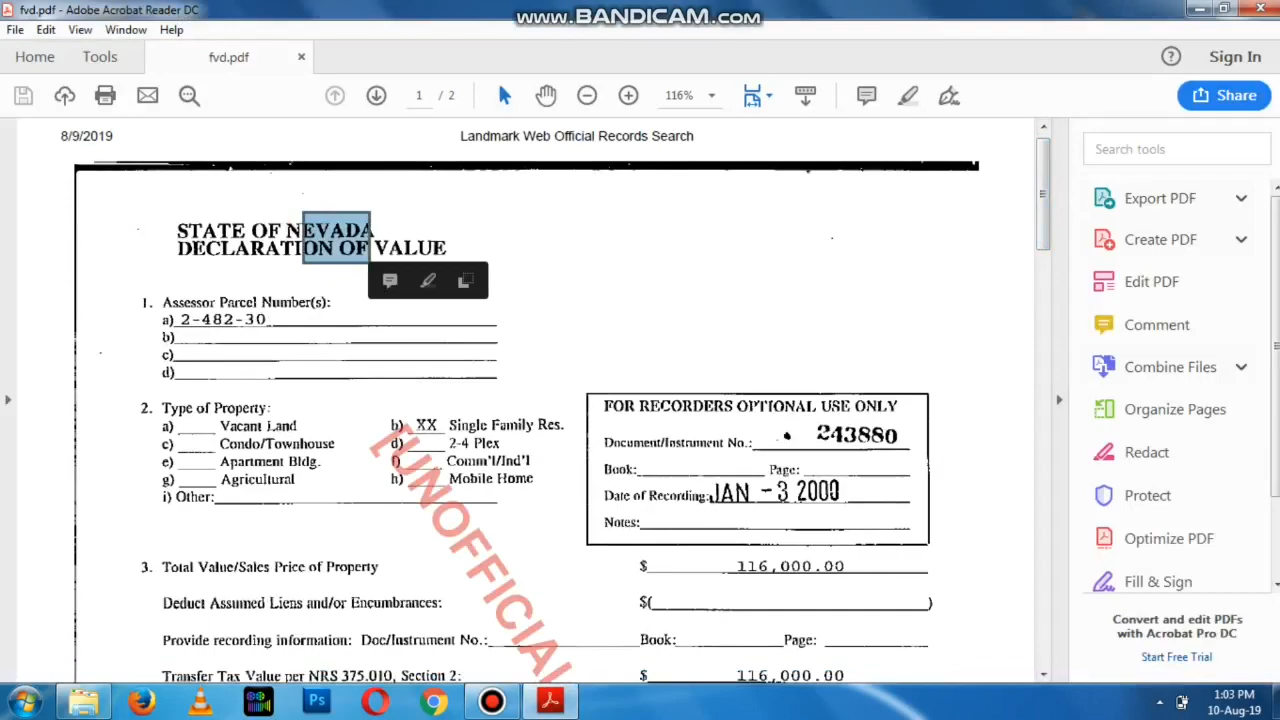 fvd.pdf - Adobe Acrobat Reader DC
www.BANDICAM.com
File Edit View Window Help
Home Tools fvd.pdf × ? Sign In
1 / 2 116% Share
8/9/2019 Landmark Web Official Records Search
Search tools
STATE OF NEVADA
DECLARATION OF VALUE
1. Assessor Parcel Number(s):
a) 2-482-30
b)
c)
d)
2. Type of Property:
a) Vacant Land b) XX Single Family Res.
c) Condo/Townhouse d) 2-4 Plex
e) Apartment Bldg. f) Comm'l/Ind'l
g) Agricultural h) Mobile Home
i) Other:
FOR RECORDERS OPTIONAL USE ONLY
Document/Instrument No.: 243880
Book: Page:
Date of Recording: JAN - 3 2000
Notes:
3. Total Value/Sales Price of Property $ 116,000.00
Deduct Assumed Liens and/or Encumbrances: $( )
Provide recording information: Doc/Instrument No.: Book: Page:
Transfer Tax Value per NRS 375.010, Section 2: $ 116,000.00
[UNOFFICIAL
Export PDF
Create PDF
Edit PDF
Comment
Combine Files
Organize Pages
Redact
Protect
Optimize PDF
Fill & Sign
Convert and edit PDFs
with Acrobat Pro DC
Start Free Trial
Ps
1:03 PM
10-Aug-19